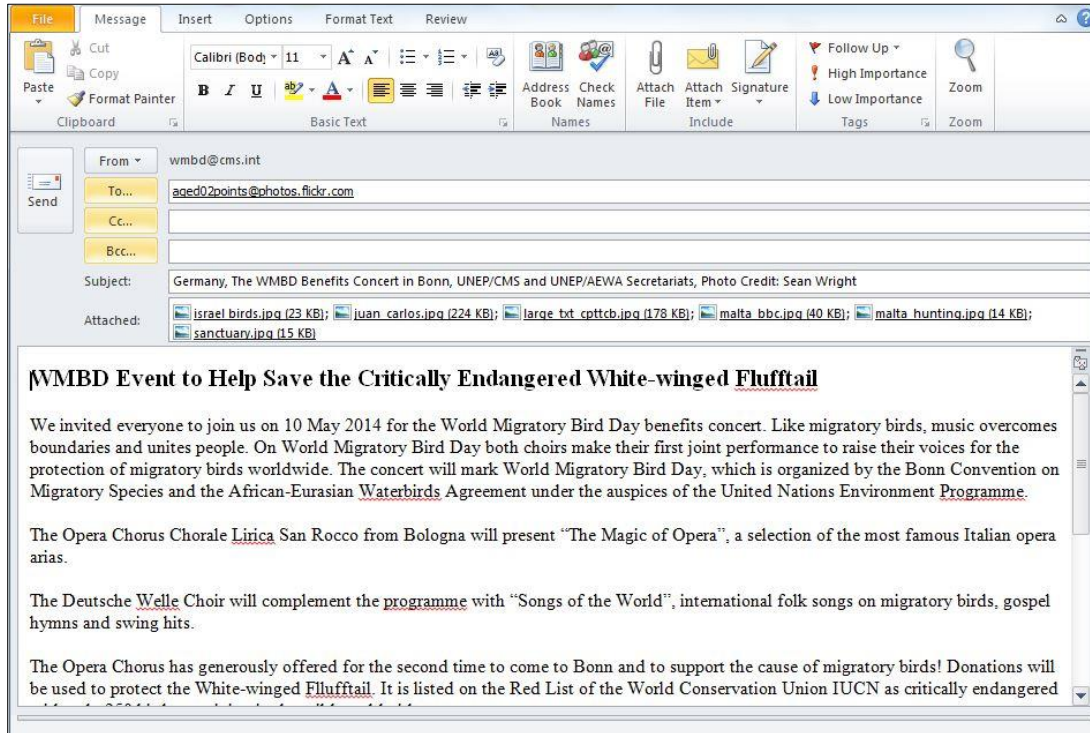 File Message Insert Options Format Text Review
Cut
Copy
Format Painter
Paste
Clipboard
Calibri (Body 11
Basic Text
Address Book
Check Names
Names
Attach File
Attach Item
Signature
Include
Follow Up
High Importance
Low Importance
Tags
Zoom
Zoom
Send
From wmbd@cms.int
To... aqed02points@photos.flickr.com
Cc...
Bcc...
Subject: Germany, The WMBD Benefits Concert in Bonn, UNEP/CMS and UNEP/AEWA Secretariats, Photo Credit: Sean Wright
Attached: israel birds.jpg (23 KB); juan_carlos.jpg (224 KB); large_txt_cpttcb.jpg (178 KB); malta_bbc.jpg (40 KB); malta_hunting.jpg (14 KB);
sanctuary.jpg (15 KB)
WMBD Event to Help Save the Critically Endangered White-winged Flufftail
We invited everyone to join us on 10 May 2014 for the World Migratory Bird Day benefits concert. Like migratory birds, music overcomes
boundaries and unites people. On World Migratory Bird Day both choirs make their first joint performance to raise their voices for the
protection of migratory birds worldwide. The concert will mark World Migratory Bird Day, which is organized by the Bonn Convention on
Migratory Species and the African-Eurasian Waterbirds Agreement under the auspices of the United Nations Environment Programme.
The Opera Chorus Chorale Lirica San Rocco from Bologna will present “The Magic of Opera”, a selection of the most famous Italian opera
arias.
The Deutsche Welle Choir will complement the programme with “Songs of the World”, international folk songs on migratory birds, gospel
hymns and swing hits.
The Opera Chorus has generously offered for the second time to come to Bonn and to support the cause of migratory birds! Donations will
be used to protect the White-winged Fllufftail. It is listed on the Red List of the World Conservation Union IUCN as critically endangered